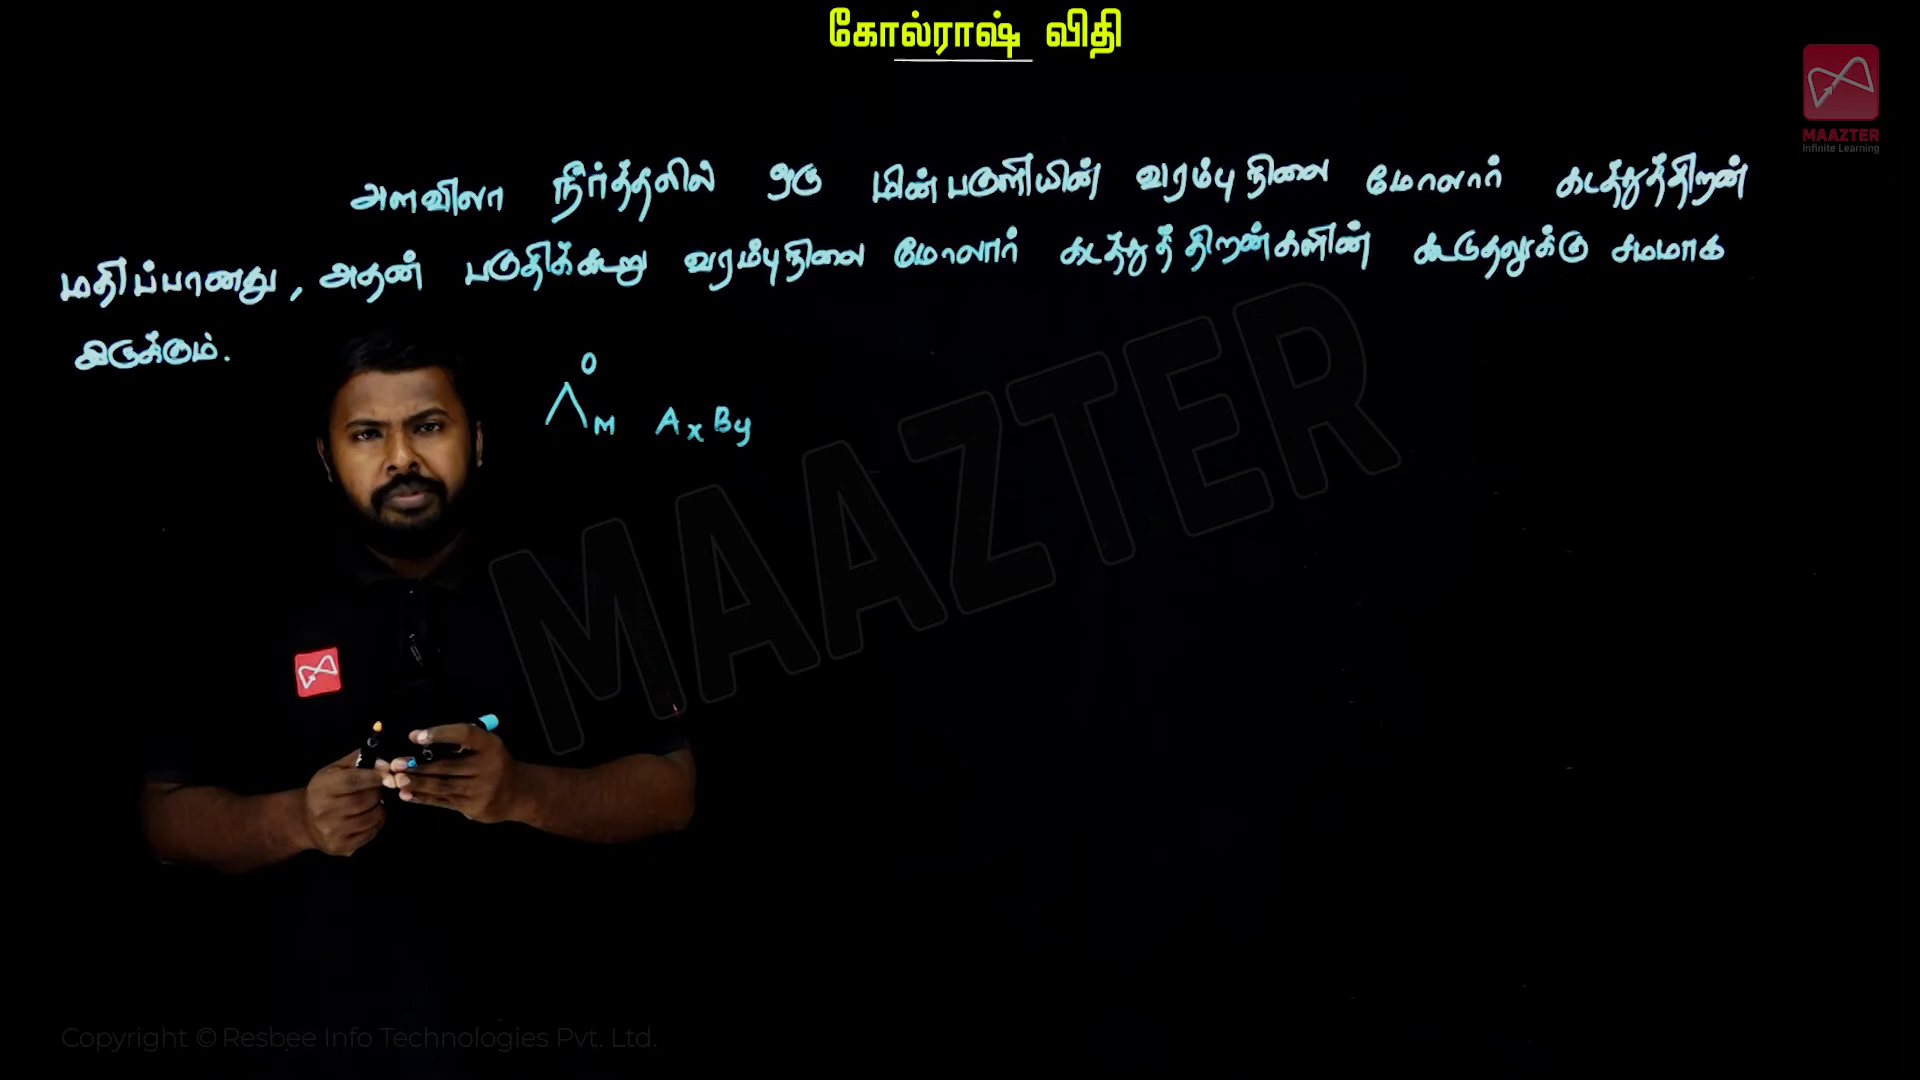 கோல்ராஷ் விதி
MAAZTER
Infinite Learning
அளவிலா நீர்த்தலில் ஒரு மின்பகுளியின் வரம்பு நிலை மோலார் கடத்துத்திறன்
மதிப்பானது, அதன் பகுதிக்கூறு வரம்பு நிலை மோலார் கடத்துத் திறன்களின் கூடுதலுக்கு சமமாக
இருக்கும்.
Λ⁰M AxBy
MAAZTER
Copyright © Resbee Info Technologies Pvt. Ltd.